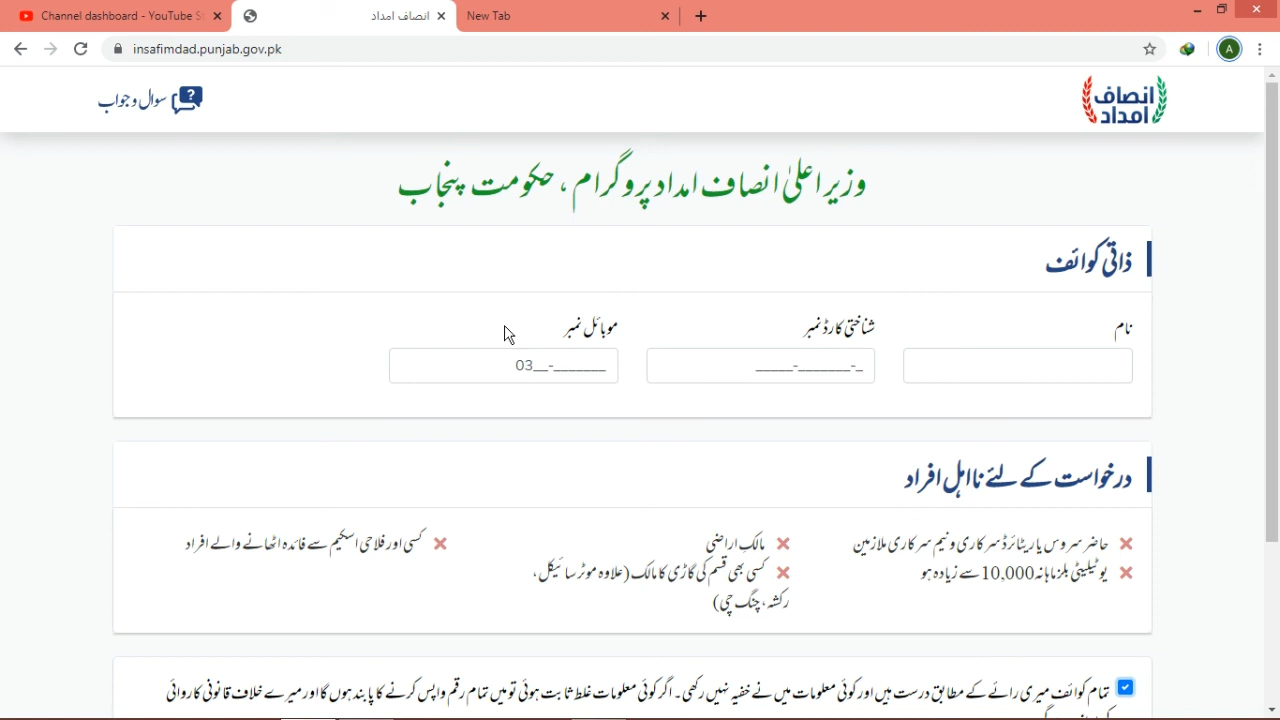 Channel dashboard - YouTube St
انصاف امداد
New Tab
insafimdad.punjab.gov.pk
A
انصاف
امداد
سوال و جواب
وزیر اعلیٰ انصاف امداد پروگرام ، حکومت پنجاب
ذاتی کوائف
نام
شناختی کارڈ نمبر
موبائل نمبر
_____-_______-_
03__-_______
درخواست کے لئے نااہل افراد
حاضر سروس یا ریٹائرڈ سرکاری و نیم سرکاری ملازمین
یوٹیلیٹی بلز ماہانہ 10,000 سے زیادہ ہو
مالک اراضی
کسی بھی قسم کی گاڑی کا مالک (علاوہ موٹر سائیکل،
رکشہ، چنگ چی)
کسی اور فلاحی اسکیم سے فائدہ اٹھانے والے افراد
تمام کوائف میری رائے کے مطابق درست ہیں اور کوئی معلومات میں نے خفیہ نہیں رکھی۔ اگر کوئی معلومات غلط ثابت ہوئی تو میں تمام رقم واپس کرنے کا پابند ہوں گا اور میرے خلاف قانونی کاروائی